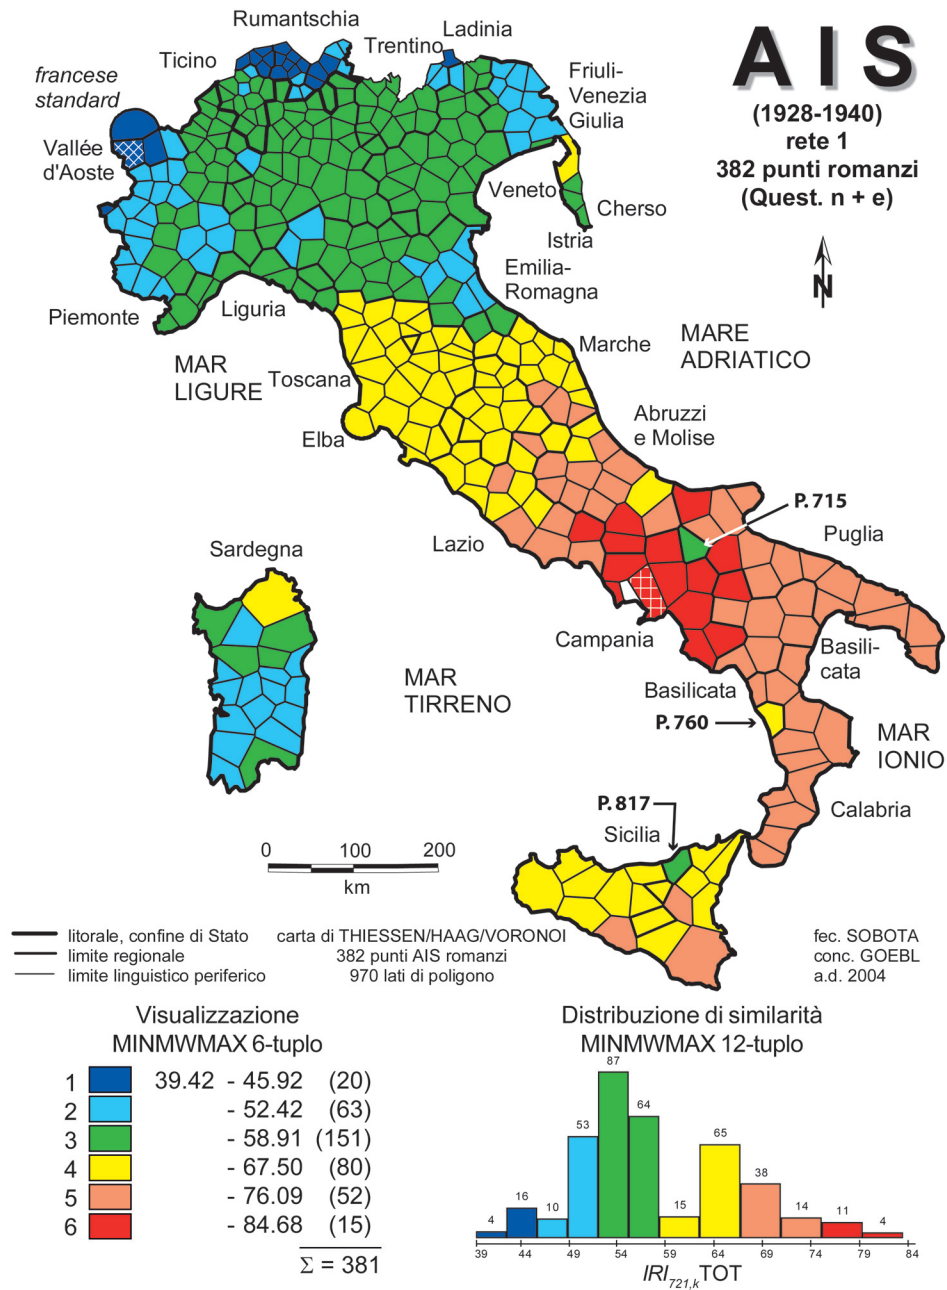 AIS
(1928-1940)
rete 1
382 punti romanzi
(Quest. n + e)
N
Rumantschia
Ladinia
Trentino
Ticino
francese
standard
Friuli-
Venezia
Giulia
Vallée
d'Aoste
Veneto
Cherso
Istria
Emilia-
Romagna
Piemonte
Liguria
MAR
LIGURE
Marche
MARE
ADRIATICO
Toscana
Elba
Abruzzi
e Molise
P.715
Puglia
Lazio
Sardegna
Campania
Basili-
cata
MAR
TIRRENO
Basilicata
P.760
MAR
IONIO
P.817
Calabria
Sicilia
0 100 200
km
litorale, confine di Stato
limite regionale
limite linguistico periferico
carta di THIESSEN/HAAG/VORONOI
382 punti AIS romanzi
970 lati di poligono
fec. SOBOTA
conc. GOEBL
a.d. 2004
Visualizzazione
MINMWMAX 6-tuplo
1 39.42 - 45.92 (20)
2 - 52.42 (63)
3 - 58.91 (151)
4 - 67.50 (80)
5 - 76.09 (52)
6 - 84.68 (15)
Σ = 381
Distribuzione di similarità
MINMWMAX 12-tuplo
4 16 10 53 87 64 15 65 38 14 11 4
39 44 49 54 59 64 69 74 79 84
IRI721,kTOT